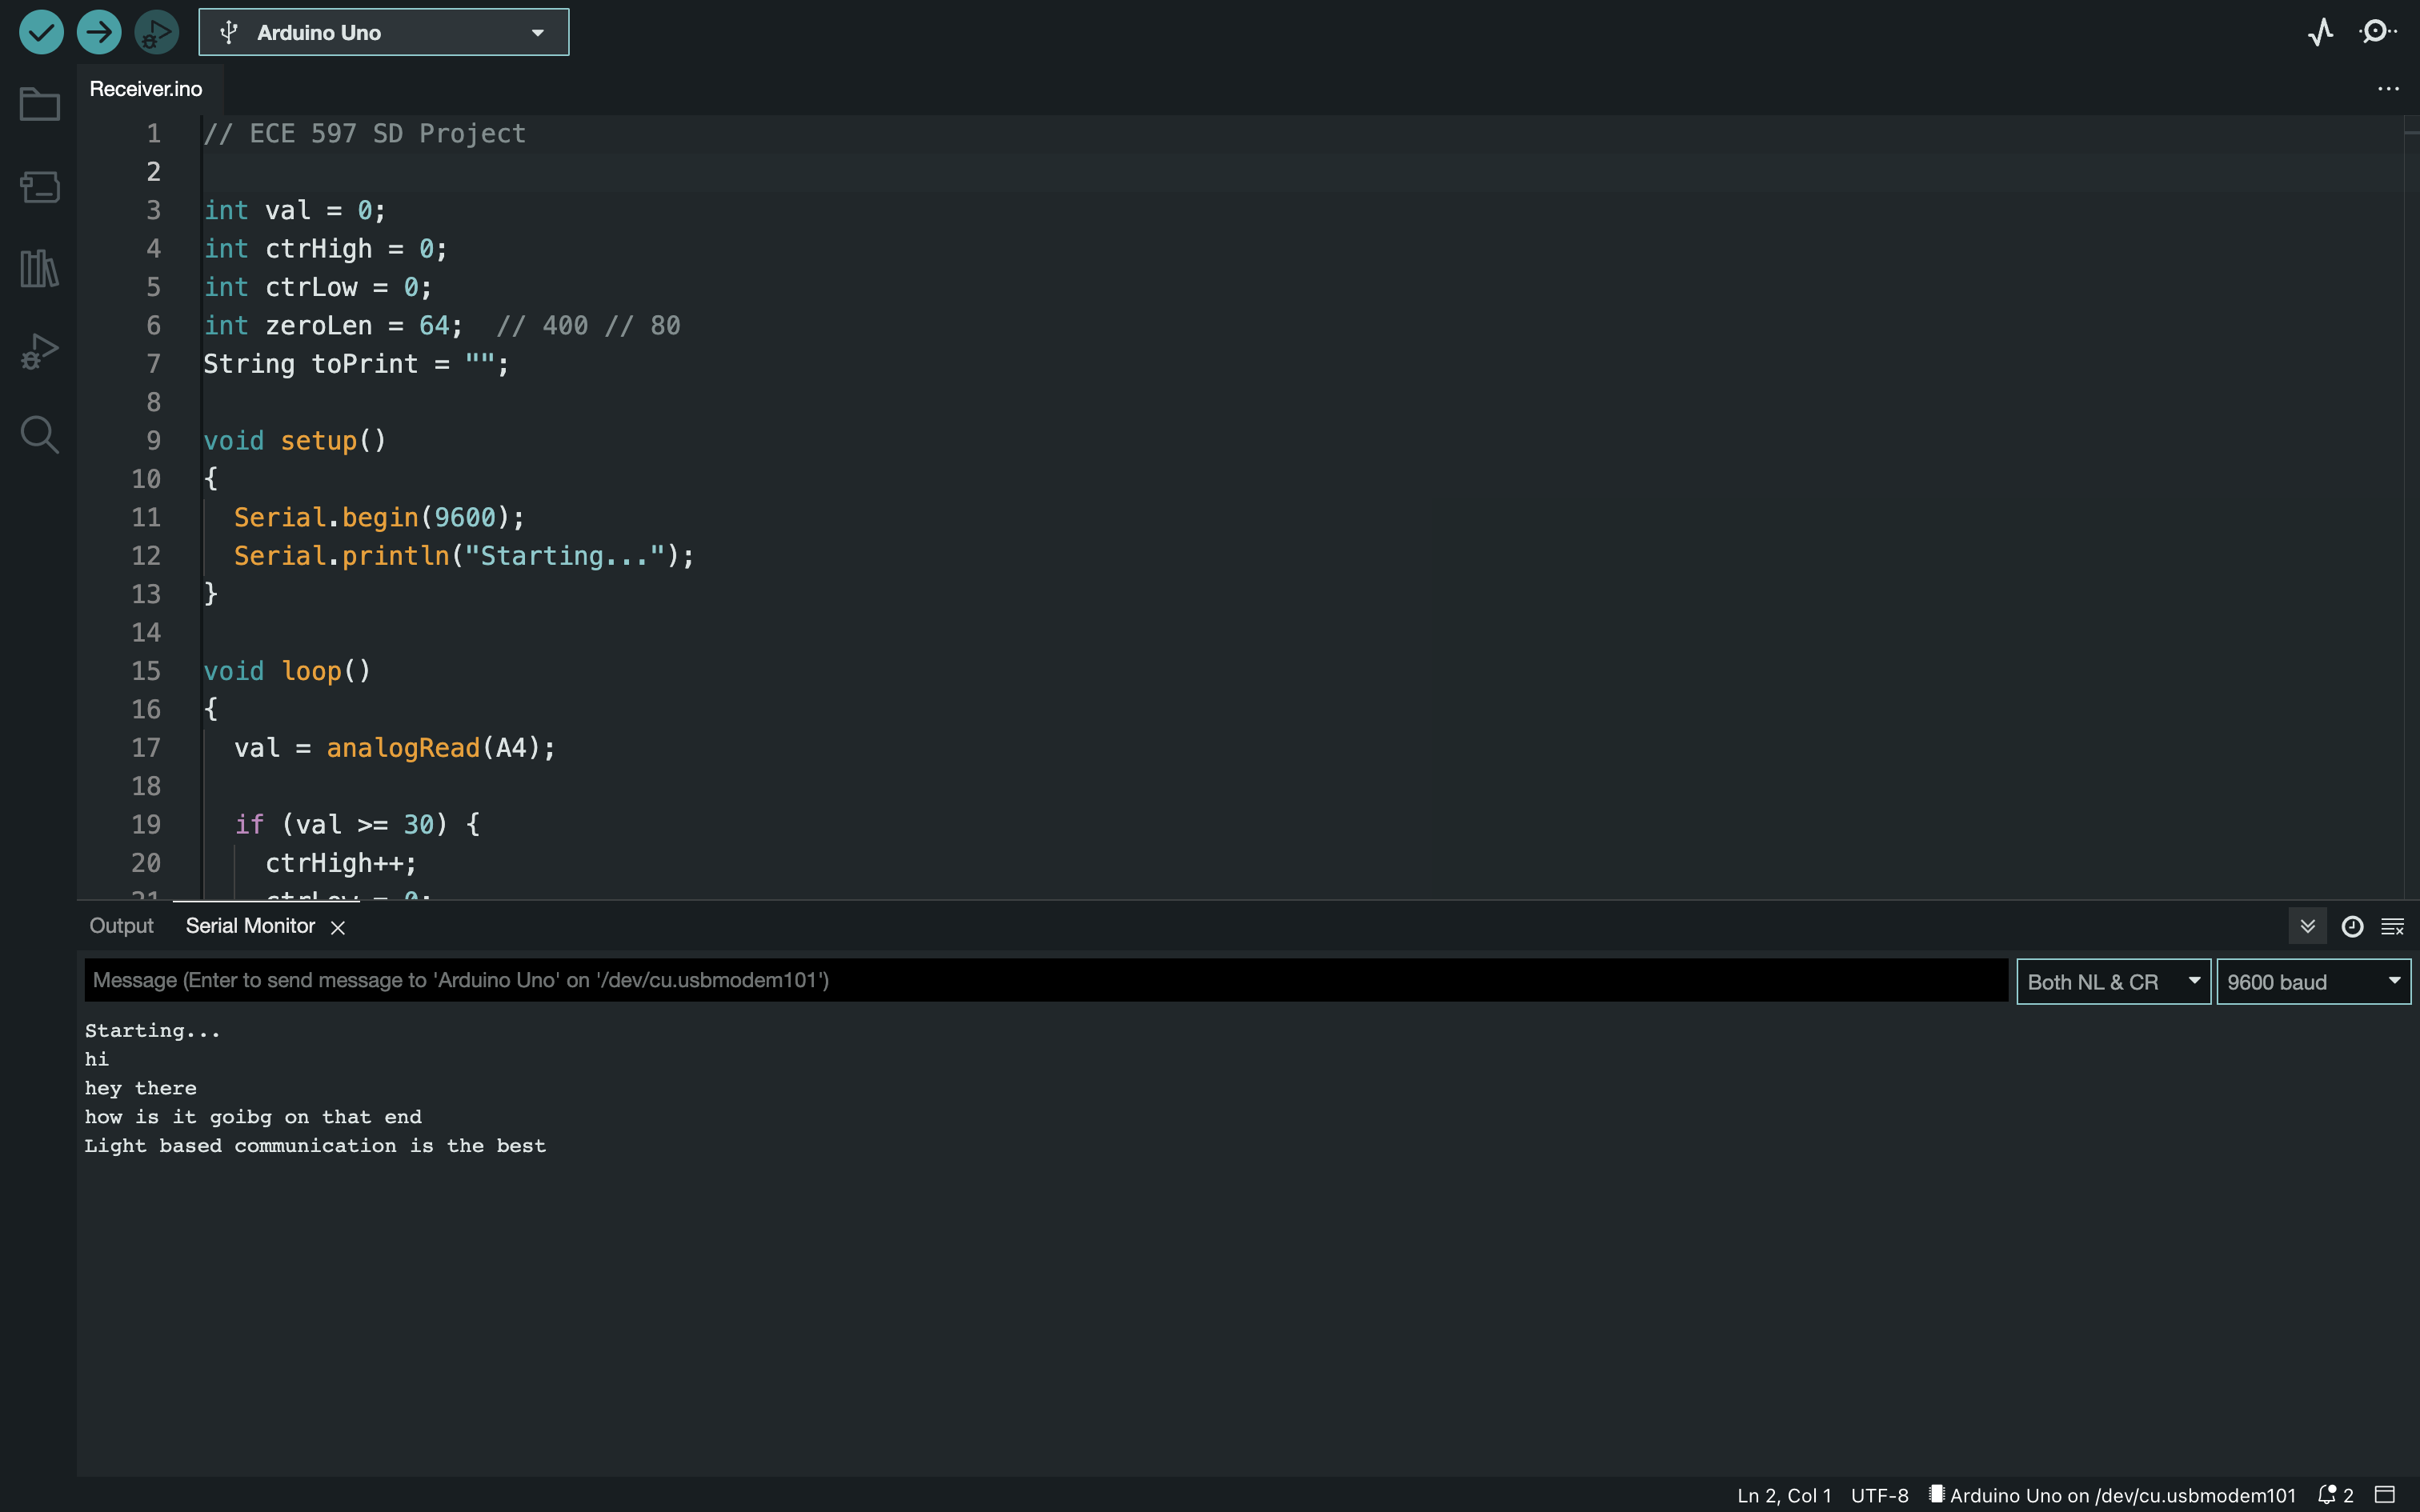 Arduino Uno
Receiver.ino
1 // ECE 597 SD Project
2
3 int val = 0;
4 int ctrHigh = 0;
5 int ctrLow = 0;
6 int zeroLen = 64;  // 400 // 80
7 String toPrint = "";
8
9 void setup()
10 {
11   Serial.begin(9600);
12   Serial.println("Starting...");
13 }
14
15 void loop()
16 {
17   val = analogRead(A4);
18
19   if (val >= 30) {
20     ctrHigh++;
21     ctrLow = 0;
Output Serial Monitor
Message (Enter to send message to 'Arduino Uno' on '/dev/cu.usbmodem101') Both NL & CR 9600 baud
Starting...
hi
hey there
how is it goibg on that end
Light based communication is the best
Ln 2, Col 1 UTF-8 Arduino Uno on /dev/cu.usbmodem101 2